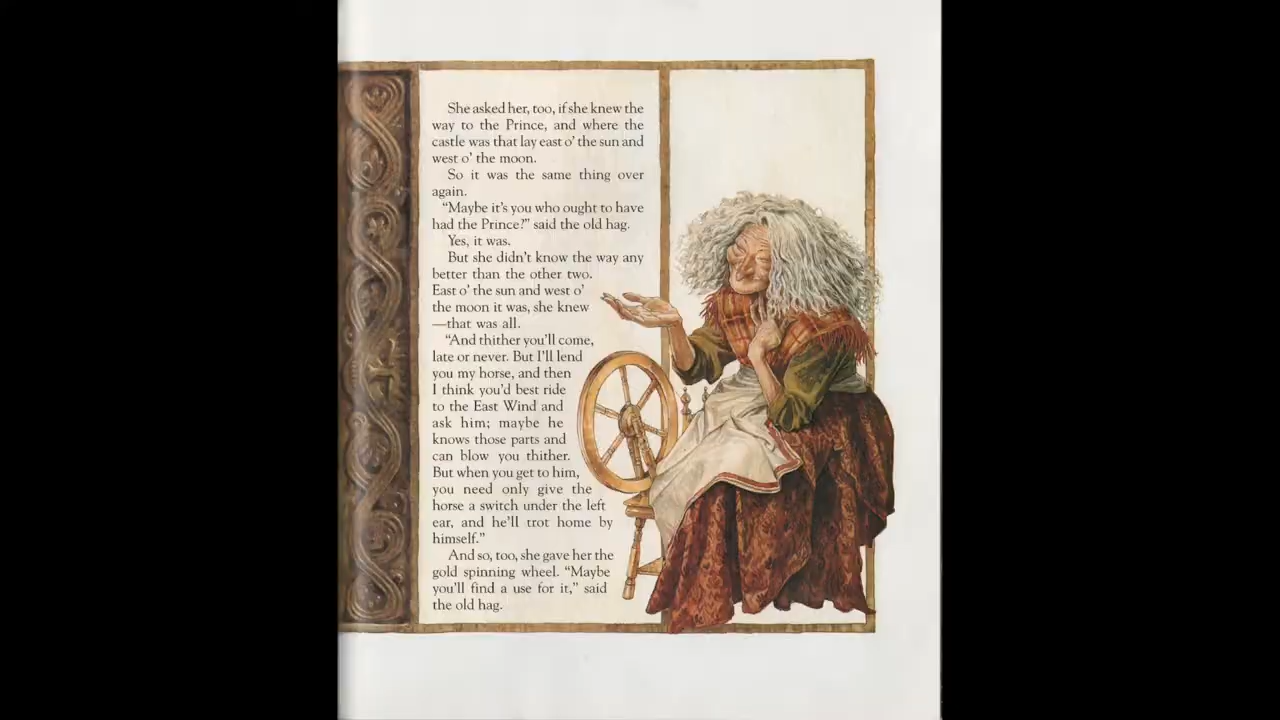 She asked her, too, if she knew the
way to the Prince, and where the
castle was that lay east o’ the sun and
west o’ the moon.
So it was the same thing over
again.
“Maybe it’s you who ought to have
had the Prince?” said the old hag.
Yes, it was.
But she didn’t know the way any
better than the other two.
East o’ the sun and west o’
the moon it was, she knew
—that was all.
“And thither you’ll come,
late or never. But I’ll lend
you my horse, and then
I think you’d best ride
to the East Wind and
ask him; maybe he
knows those parts and
can blow you thither.
But when you get to him,
you need only give the
horse a switch under the left
ear, and he’ll trot home by
himself.”
And so, too, she gave her the
gold spinning wheel. “Maybe
you’ll find a use for it,” said
the old hag.